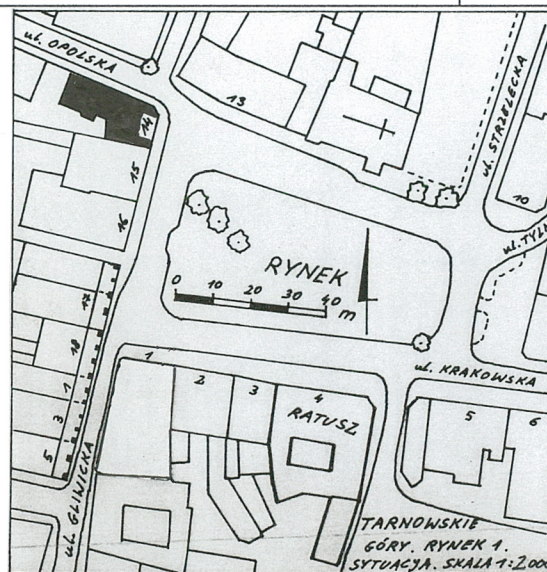 ul. OPOLSKA
13
14
15
16
ul. STRZELECKA
10
ul. TYLN
RYNEK
0 10 20 30 40
m
17
18
1
3
5
ul. GLIWICKA
1
2
3
4
RATUSZ
ul. KRAKOWSKA
5
6
TARNOWSKIE
GÓRY. RYNEK 1.
SYTUACJA. SKALA 1:2000